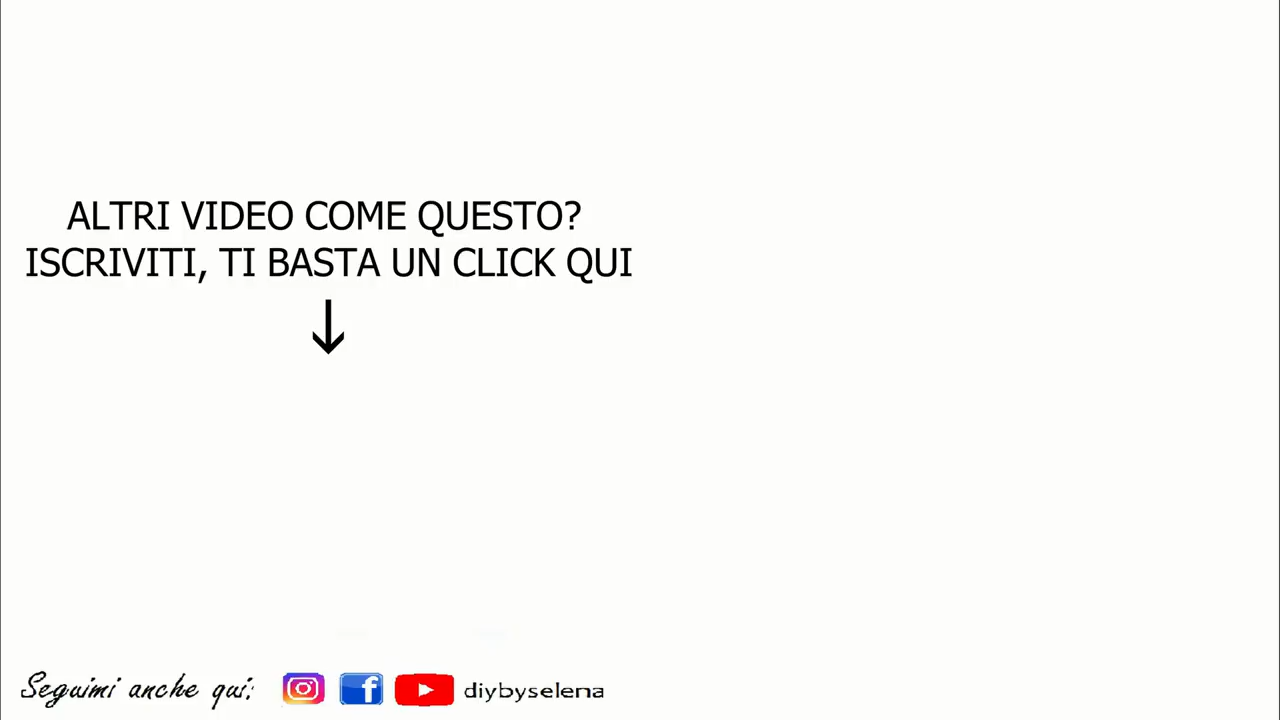 ALTRI VIDEO COME QUESTO?
ISCRIVITI, TI BASTA UN CLICK QUI
Seguimi anche qui: diybyselena